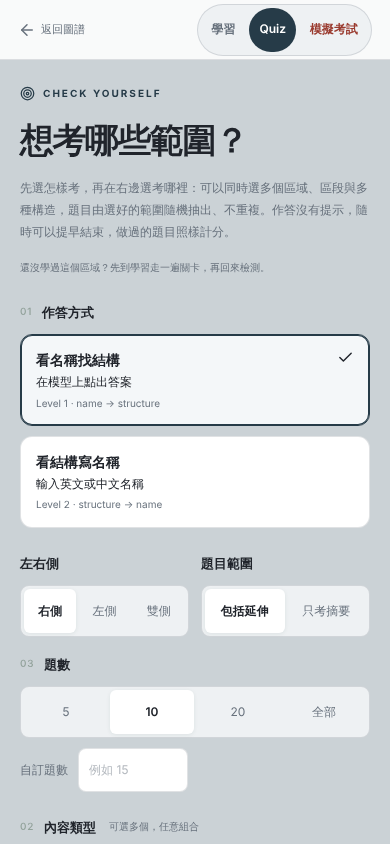 返回圖譜
學習
Quiz
模擬考試
CHECK YOURSELF
想考哪些範圍？
先選怎樣考，再在右邊選考哪裡：可以同時選多個區域、區段與多
種構造，題目由選好的範圍隨機抽出、不重複。作答沒有提示，隨
時可以提早結束，做過的題目照樣計分。
還沒學過這個區域？先到學習走一遍關卡，再回來檢測。
01 作答方式
看名稱找結構
在模型上點出答案
Level 1 · name → structure
看結構寫名稱
輸入英文或中文名稱
Level 2 · structure → name
左右側
題目範圍
右側 左側 雙側
包括延伸 只考摘要
03 題數
5 10 20 全部
自訂題數 例如 15
02 內容類型 可選多個，任意組合